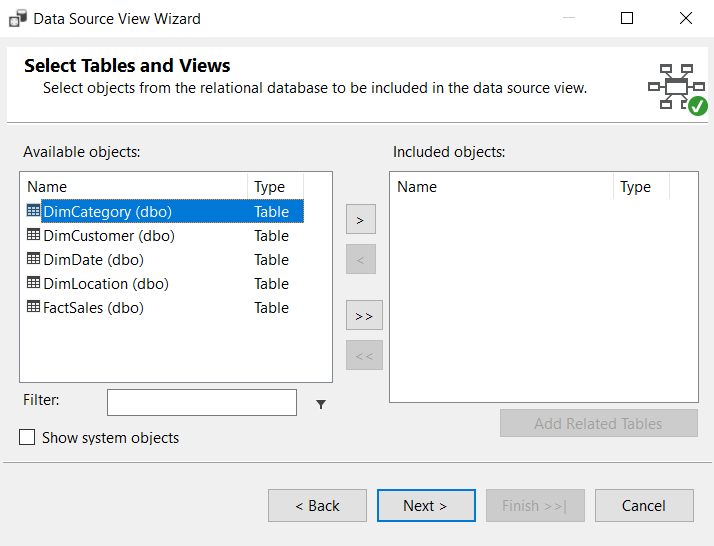 Data Source View Wizard
Select Tables and Views
Select objects from the relational database to be included in the data source view.
Available objects:
Included objects:
Name Type
Name Type
DimCategory (dbo) Table
DimCustomer (dbo) Table
DimDate (dbo) Table
DimLocation (dbo) Table
FactSales (dbo) Table
>
<
>>
<<
Filter:
Add Related Tables
Show system objects
< Back
Next >
Finish >>|
Cancel